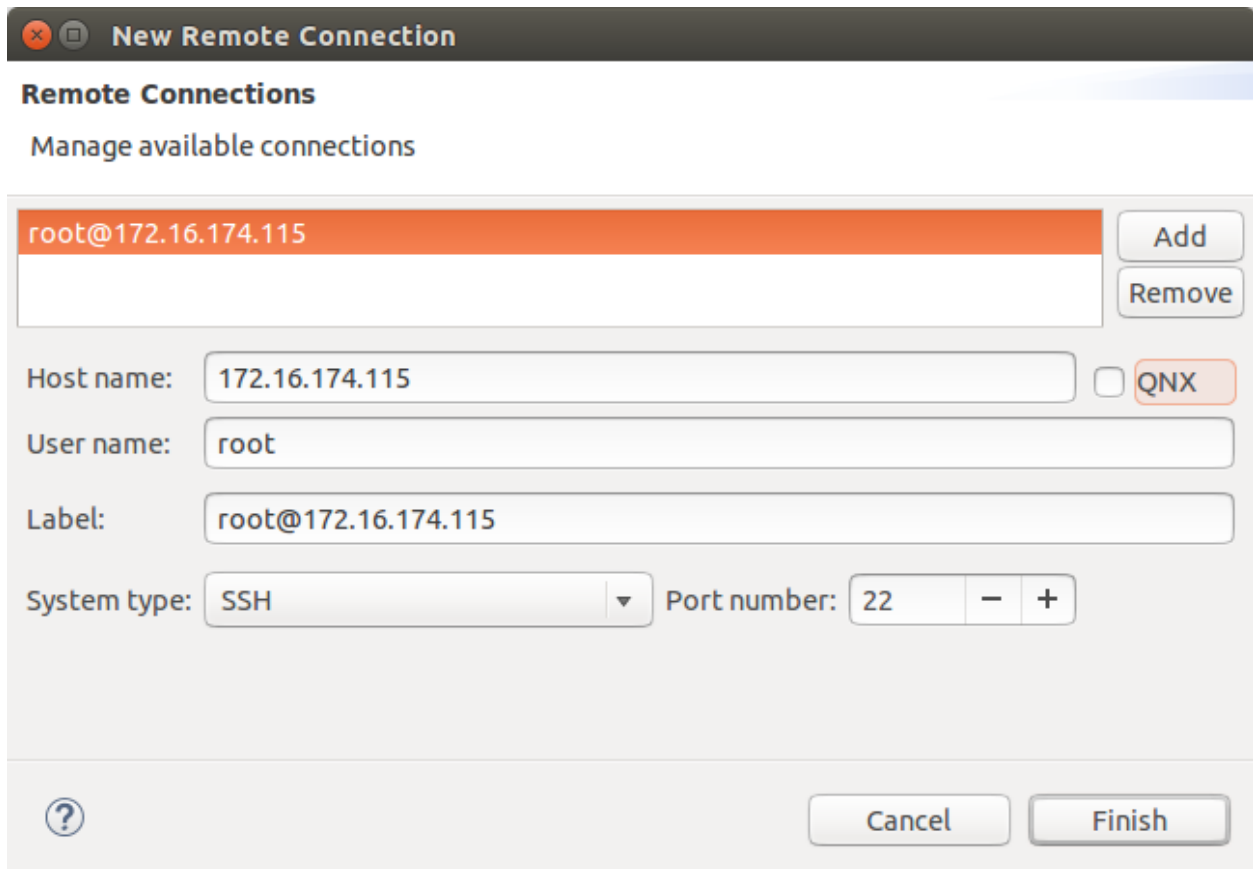 New Remote Connection
Remote Connections
Manage available connections
root@172.16.174.115
Add
Remove
Host name: 172.16.174.115 QNX
User name: root
Label: root@172.16.174.115
System type: SSH Port number: 22 − +
? Cancel Finish